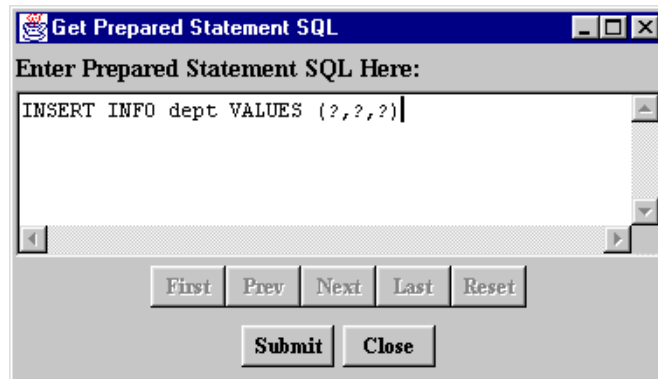 Get Prepared Statement SQL
Enter Prepared Statement SQL Here:
INSERT INFO dept VALUES (?,?,?)
First Prev Next Last Reset
Submit Close